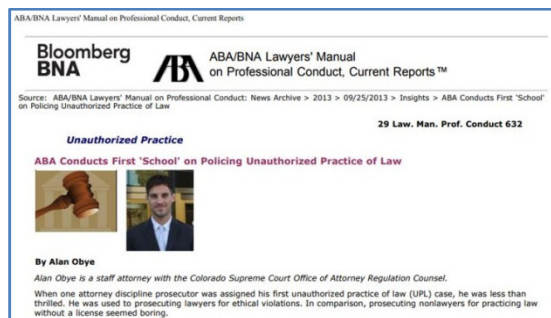 ABA/BNA Lawyers' Manual on Professional Conduct, Current Reports
Bloomberg
BNA
ABA
ABA/BNA Lawyers' Manual
on Professional Conduct, Current Reports™
Source:  ABA/BNA Lawyers' Manual on Professional Conduct: News Archive > 2013 > 09/25/2013 > Insights > ABA Conducts First 'School'
on Policing Unauthorized Practice of Law
29 Law. Man. Prof. Conduct 632
Unauthorized Practice
ABA Conducts First 'School' on Policing Unauthorized Practice of Law
By Alan Obye
Alan Obye is a staff attorney with the Colorado Supreme Court Office of Attorney Regulation Counsel.
When one attorney discipline prosecutor was assigned his first unauthorized practice of law (UPL) case, he was less than
thrilled. He was used to prosecuting lawyers for ethical violations. In comparison, prosecuting nonlawyers for practicing law
without a license seemed boring.